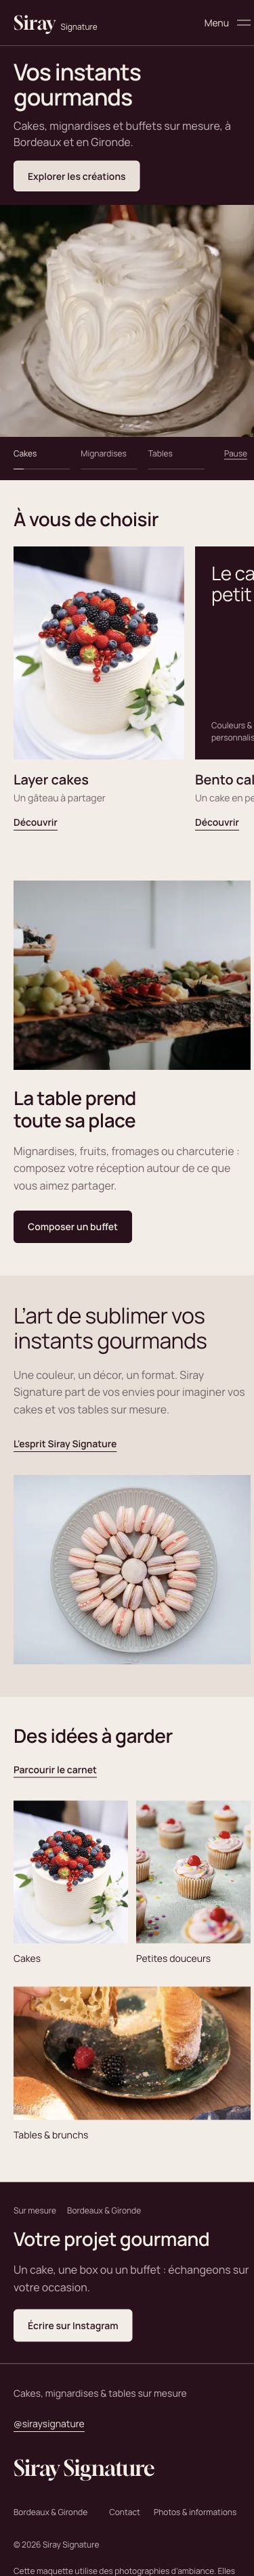 Siray Signature
Menu
Vos instants
gourmands
Cakes, mignardises et buffets sur mesure, à
Bordeaux et en Gironde.
Explorer les créations
Cakes
Mignardises
Tables
Pause
À vous de choisir
Le ca
petit
Couleurs &
personnalis
Layer cakes
Un gâteau à partager
Découvrir
Bento cal
Un cake en pe
Découvrir
La table prend
toute sa place
Mignardises, fruits, fromages ou charcuterie :
composez votre réception autour de ce que
vous aimez partager.
Composer un buffet
L’art de sublimer vos
instants gourmands
Une couleur, un décor, un format. Siray
Signature part de vos envies pour imaginer vos
cakes et vos tables sur mesure.
L’esprit Siray Signature
Des idées à garder
Parcourir le carnet
Cakes
Petites douceurs
Tables & brunchs
Sur mesure
Bordeaux & Gironde
Votre projet gourmand
Un cake, une box ou un buffet : échangeons sur
votre occasion.
Écrire sur Instagram
Cakes, mignardises & tables sur mesure
@siraysignature
Siray Signature
Bordeaux & Gironde
Contact
Photos & informations
© 2026 Siray Signature
Cette maquette utilise des photographies d’ambiance. Elles